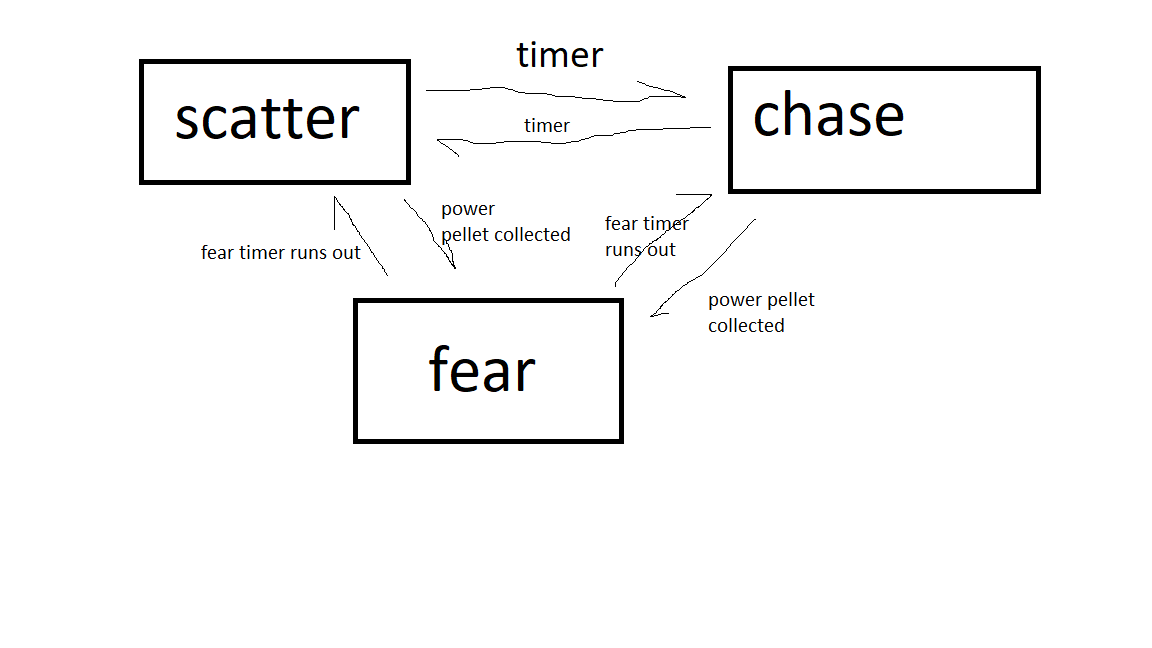 timer
scatter
chase
timer
power
pellet collected
fear timer
runs out
fear timer runs out
power pellet
collected
fear